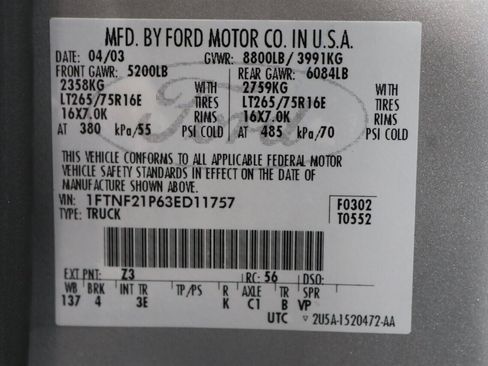 MFD. BY FORD MOTOR CO. IN U.S.A.
DATE: 04/03 GVWR: 8800LB/ 3991KG
FRONT GAWR: 5200LB REAR GAWR: 6084LB
2358KG WITH 2759KG WITH
LT265/75R16E TIRES LT265/75R16E TIRES
16X7.0K RIMS 16X7.0K RIMS
AT 380 kPa/55 PSI COLD AT 485 kPa/70 PSI COLD
THIS VEHICLE CONFORMS TO ALL APPLICABLE FEDERAL MOTOR
VEHICLE SAFETY STANDARDS IN EFFECT ON THE DATE OF
MANUFACTURE SHOWN ABOVE.
VIN: 1FTNF21P63ED11757 F0302
TYPE: TRUCK T0552
Ford
EXT PNT: Z3 RC: 56 DSO:
WB BRK INT TR TP/PS R AXLE TR SPR
137 4 3E K C1 B VP
UTC 2U5A-1520472-AA